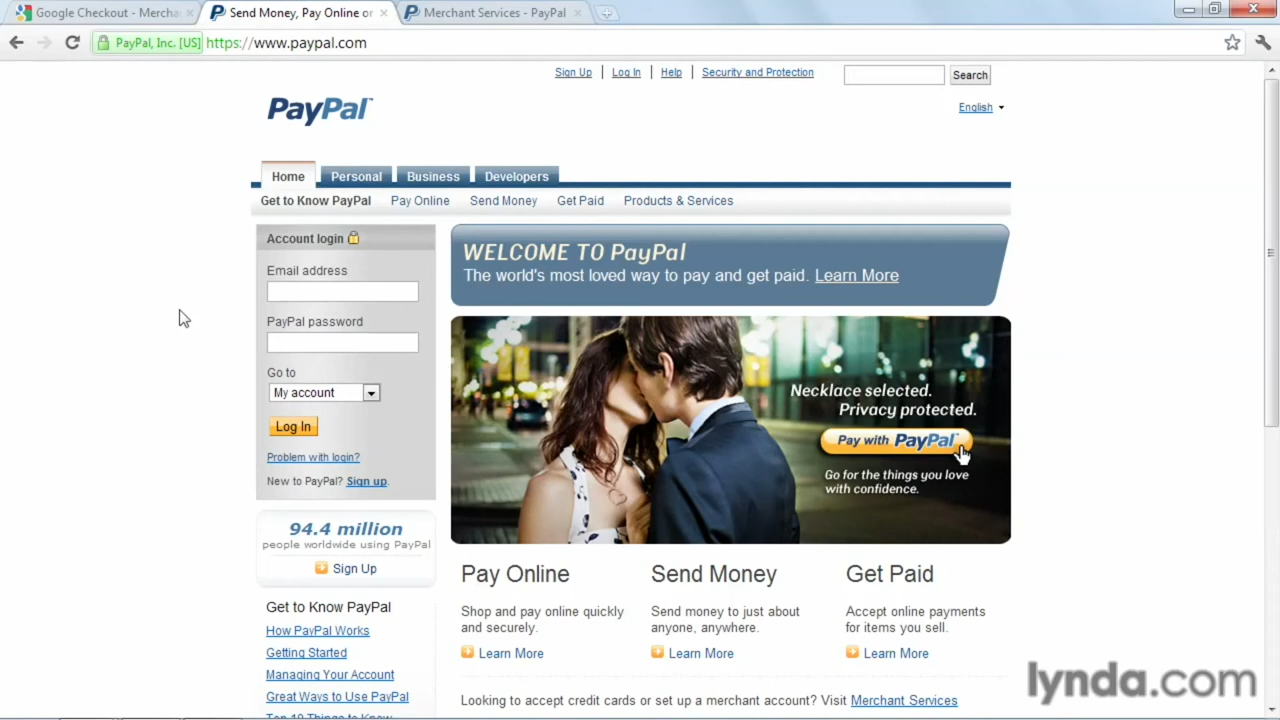 Google Checkout - Mercha
Send Money, Pay Online or
Merchant Services - PayPal
PayPal, Inc. [US] https://www.paypal.com
Sign Up | Log In | Help | Security and Protection
Search
PayPal™
English
Home Personal Business Developers
Get to Know PayPal Pay Online Send Money Get Paid Products & Services
Account login
Email address
PayPal password
Go to
My account
Log In
Problem with login?
New to PayPal? Sign up.
94.4 million
people worldwide using PayPal
Sign Up
Get to Know PayPal
How PayPal Works
Getting Started
Managing Your Account
Great Ways to Use PayPal
Top 10 Things to Know
WELCOME TO PayPal
The world's most loved way to pay and get paid. Learn More
Necklace selected.
Privacy protected.
Pay with PayPal™
Go for the things you love
with confidence.
Pay Online
Shop and pay online quickly
and securely.
Learn More
Send Money
Send money to just about
anyone, anywhere.
Learn More
Get Paid
Accept online payments
for items you sell.
Learn More
Looking to accept credit cards or set up a merchant account? Visit Merchant Services
lynda.com